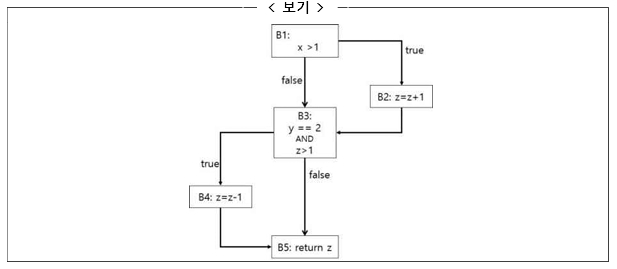 < 보기 >
B1:
x >1
true
false
B2: z=z+1
B3:
y == 2
AND
z>1
true
false
B4: z=z-1
B5: return z